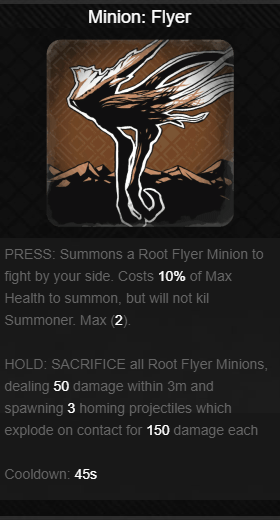 Minion: Flyer
PRESS: Summons a Root Flyer Minion to
fight by your side. Costs 10% of Max
Health to summon, but will not kil
Summoner. Max (2).
HOLD: SACRIFICE all Root Flyer Minions,
dealing 50 damage within 3m and
spawning 3 homing projectiles which
explode on contact for 150 damage each
Cooldown: 45s